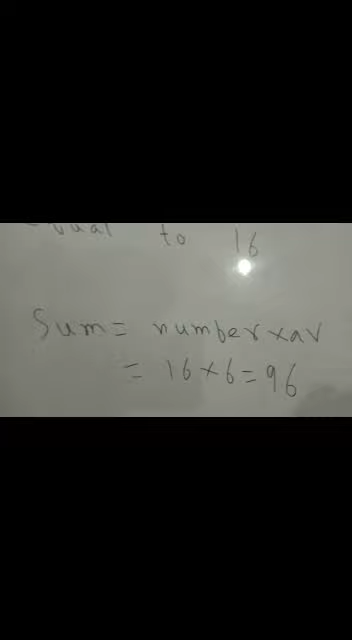 to 16
Sum = number x av
= 16 x 6 = 96